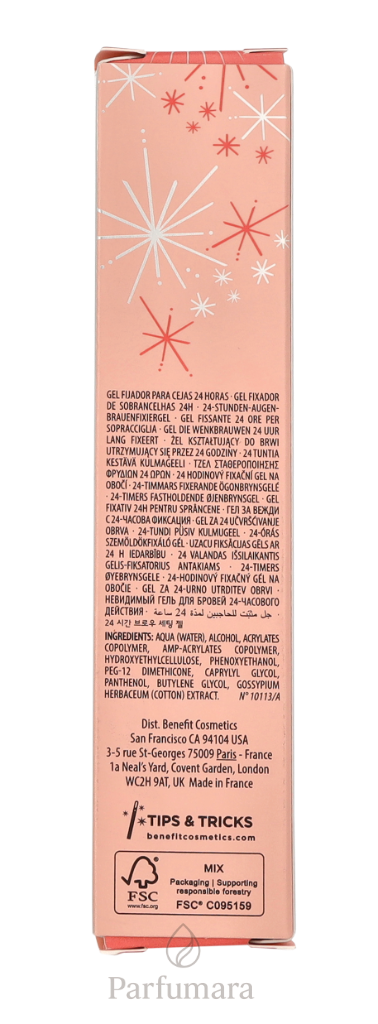 GEL FIJADOR PARA CEJAS 24 HORAS · GEL FIXADOR
DE SOBRANCELHAS 24H · 24-STUNDEN-AUGEN-
BRAUENFIXIERGEL · GEL FISSANTE 24 ORE PER
SOPRACCIGLIA · GEL DIE WENKBRAUWEN 24 UUR
LANG FIXEERT · ŻEL KSZTAŁTUJĄCY DO BRWI
UTRZYMUJĄCY SIĘ PRZEZ 24 GODZINY · 24 TUNTIA
KESTÄVÄ KULMAGEELI · ΤΖΕΛ ΣΤΑΘΕΡΟΠΟΙΗΣΗΣ
ΦΡΥΔΙΩΝ 24 ΩΡΩΝ · 24 HODINOVÝ FIXAČNÍ GEL NA
OBOČÍ · 24-TIMMARS FIXERANDE ÖGONBRYNSGELÉ
· 24-TIMERS FASTHOLDENDE ØJENBRYNSGEL · GEL
FIXATIV 24H PENTRU SPRÂNCENE · ГЕЛ ЗА ВЕЖДИ
С 24-ЧАСОВА ФИКСАЦИЯ · GEL ZA 24 UČVRŠĆIVANJE
OBRVA · 24-TUNDI PÜSIV KULMUGEEL · 24-ÓRÁS
SZEMÖLDÖKFIXÁLÓ GÉL · UZACU FIKSĀCIJAS GĒLS AR
24 H IEDARBĪBU · 24 VALANDAS IŠSILAIKANTIS
GELIS-FIKSATORIUS ANTAKIAMS · 24-TIMERS
ØYEBRYNSGELE · 24-HODINOVÝ FIXAČNÝ GÉL NA
OBOČIE · GEL ZA 24-URNO UTRDITEV OBRVI ·
НЕВИДИМЫЙ ГЕЛЬ ДЛЯ БРОВЕЙ 24-ЧАСОВОГО
ДЕЙСТВИЯ · جل مثبّت للحاجبين لمدّة 24 ساعة ·
24 시간 브로우 세팅 젤
INGREDIENTS: AQUA (WATER), ALCOHOL, ACRYLATES
COPOLYMER, AMP-ACRYLATES COPOLYMER,
HYDROXYETHYLCELLULOSE, PHENOXYETHANOL,
PEG-12 DIMETHICONE, CAPRYLYL GLYCOL,
PANTHENOL, BUTYLENE GLYCOL, GOSSYPIUM
HERBACEUM (COTTON) EXTRACT. N° 10113/A
Dist. Benefit Cosmetics
San Francisco CA 94104 USA
3-5 rue St-Georges 75009 Paris - France
1a Neal's Yard, Covent Garden, London
WC2H 9AT, UK Made in France
TIPS & TRICKS
benefitcosmetics.com
FSC
www.fsc.org
MIX
Packaging | Supporting
responsible forestry
FSC® C095159
Parfumara